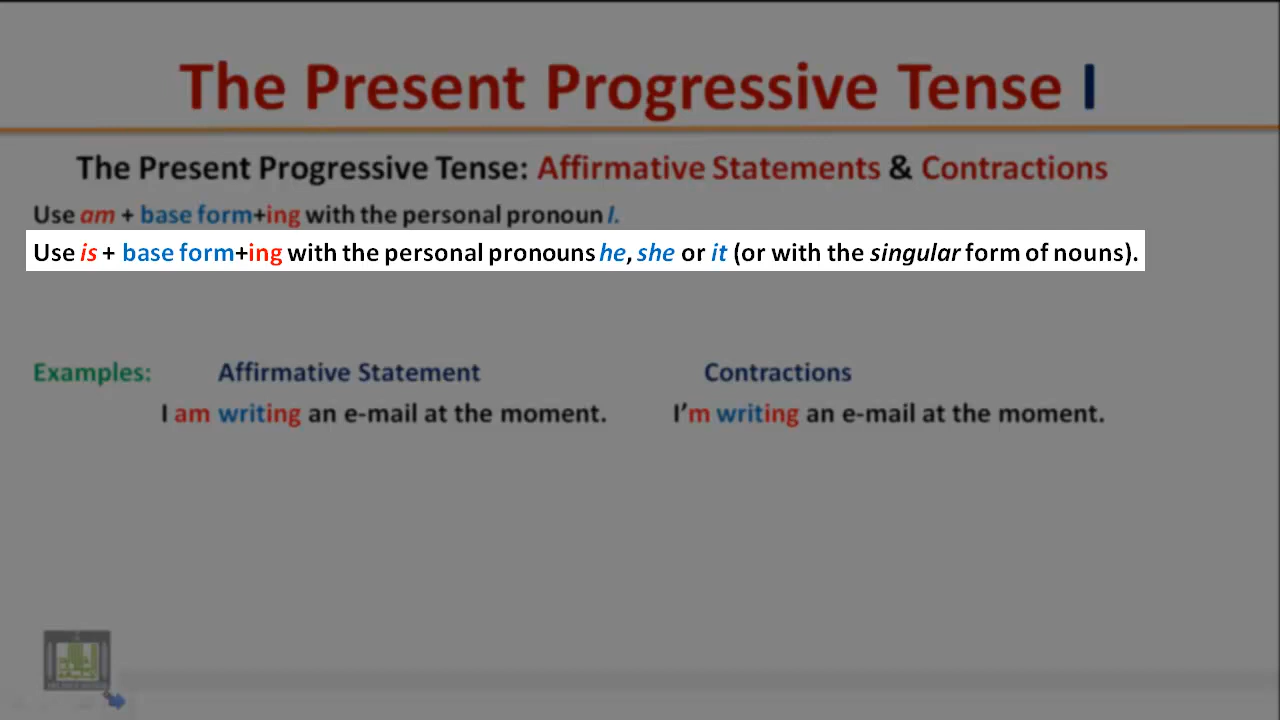 The Present Progressive Tense I
The Present Progressive Tense: Affirmative Statements & Contractions
Use am + base form+ing with the personal pronoun I.
Use is + base form+ing with the personal pronouns he, she or it (or with the singular form of nouns).
Examples: Affirmative Statement Contractions
I am writing an e-mail at the moment. I’m writing an e-mail at the moment.